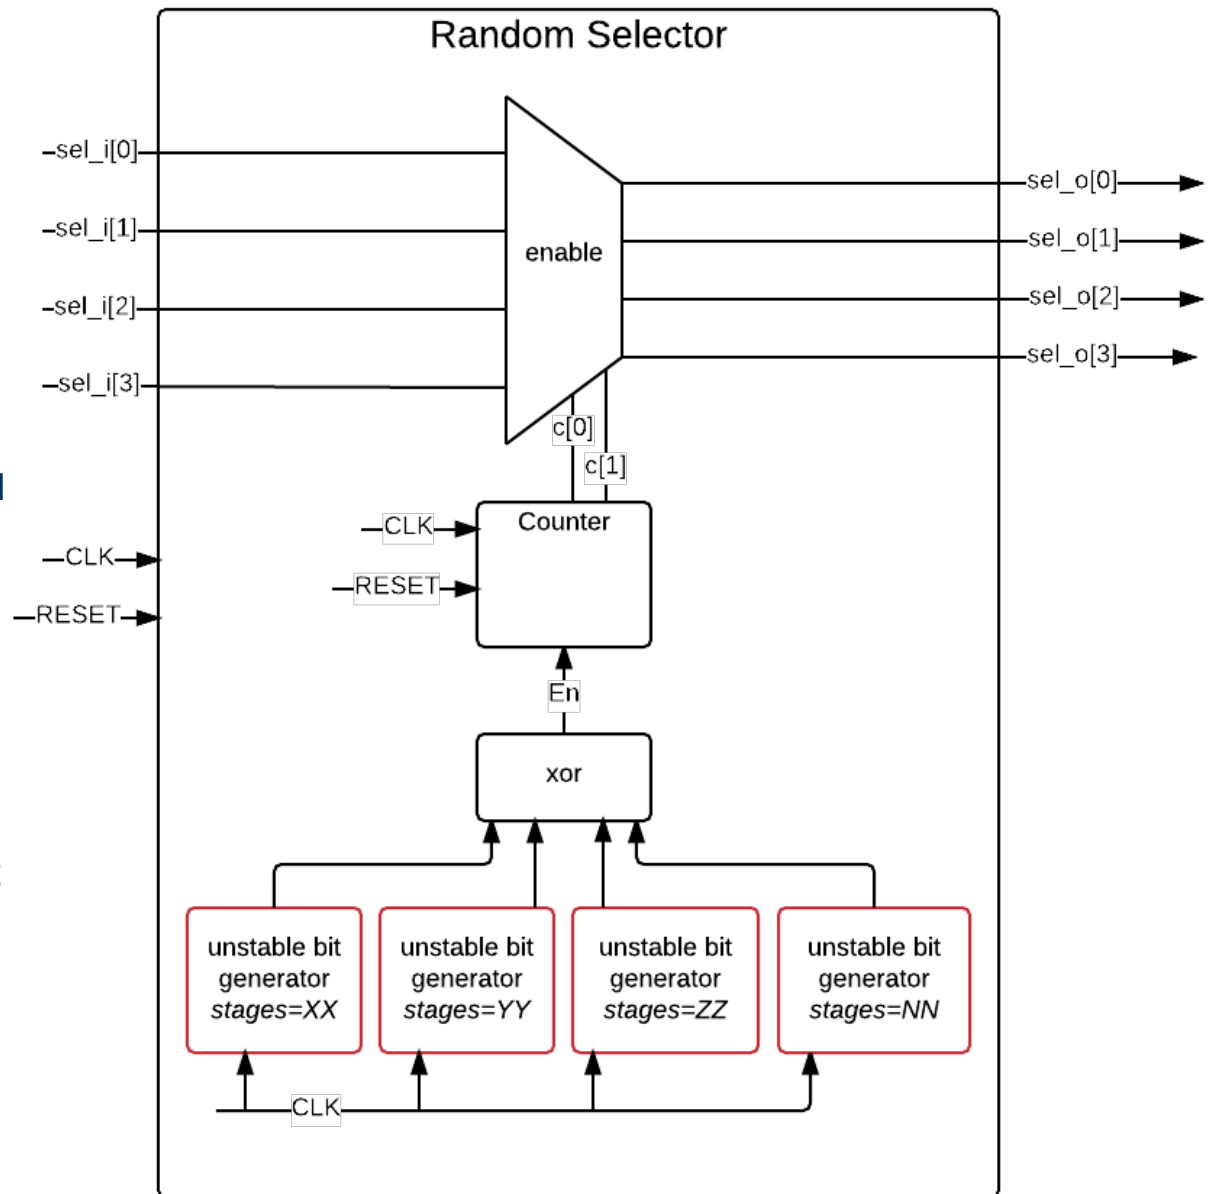 Random Selector
sel_i[0]
sel_o[0]
sel_i[1]
sel_o[1]
enable
sel_i[2]
sel_o[2]
sel_i[3]
sel_o[3]
c[0]
c[1]
Counter
CLK
CLK
RESET
RESET
En
xor
unstable bit
generator
stages=XX
unstable bit
generator
stages=YY
unstable bit
generator
stages=ZZ
unstable bit
generator
stages=NN
CLK